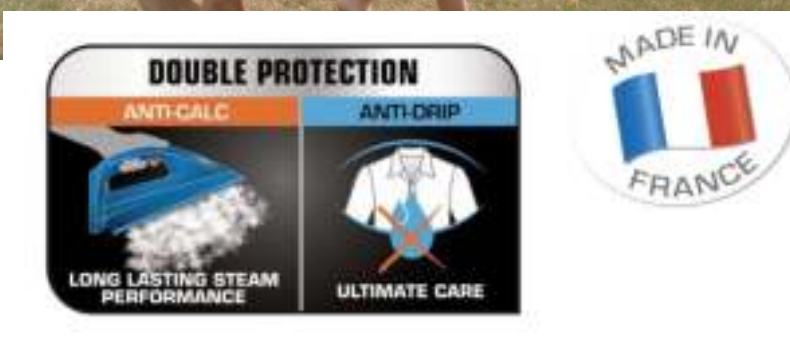 DOUBLE PROTECTION
ANTI-CALC
ANTI-DRIP
LONG LASTING STEAM
PERFORMANCE
ULTIMATE CARE
MADE IN
FRANCE